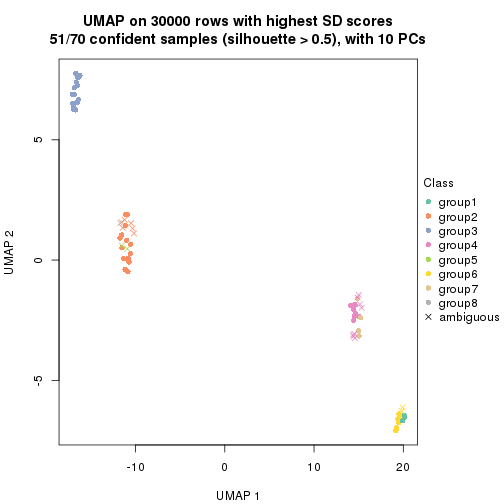 UMAP on 30000 rows with highest SD scores
51/70 confident samples (silhouette > 0.5), with 10 PCs
5
0
-5
UMAP 2
-10
0
10
20
UMAP 1
Class
group1
group2
group3
group4
group5
group6
group7
group8
ambiguous